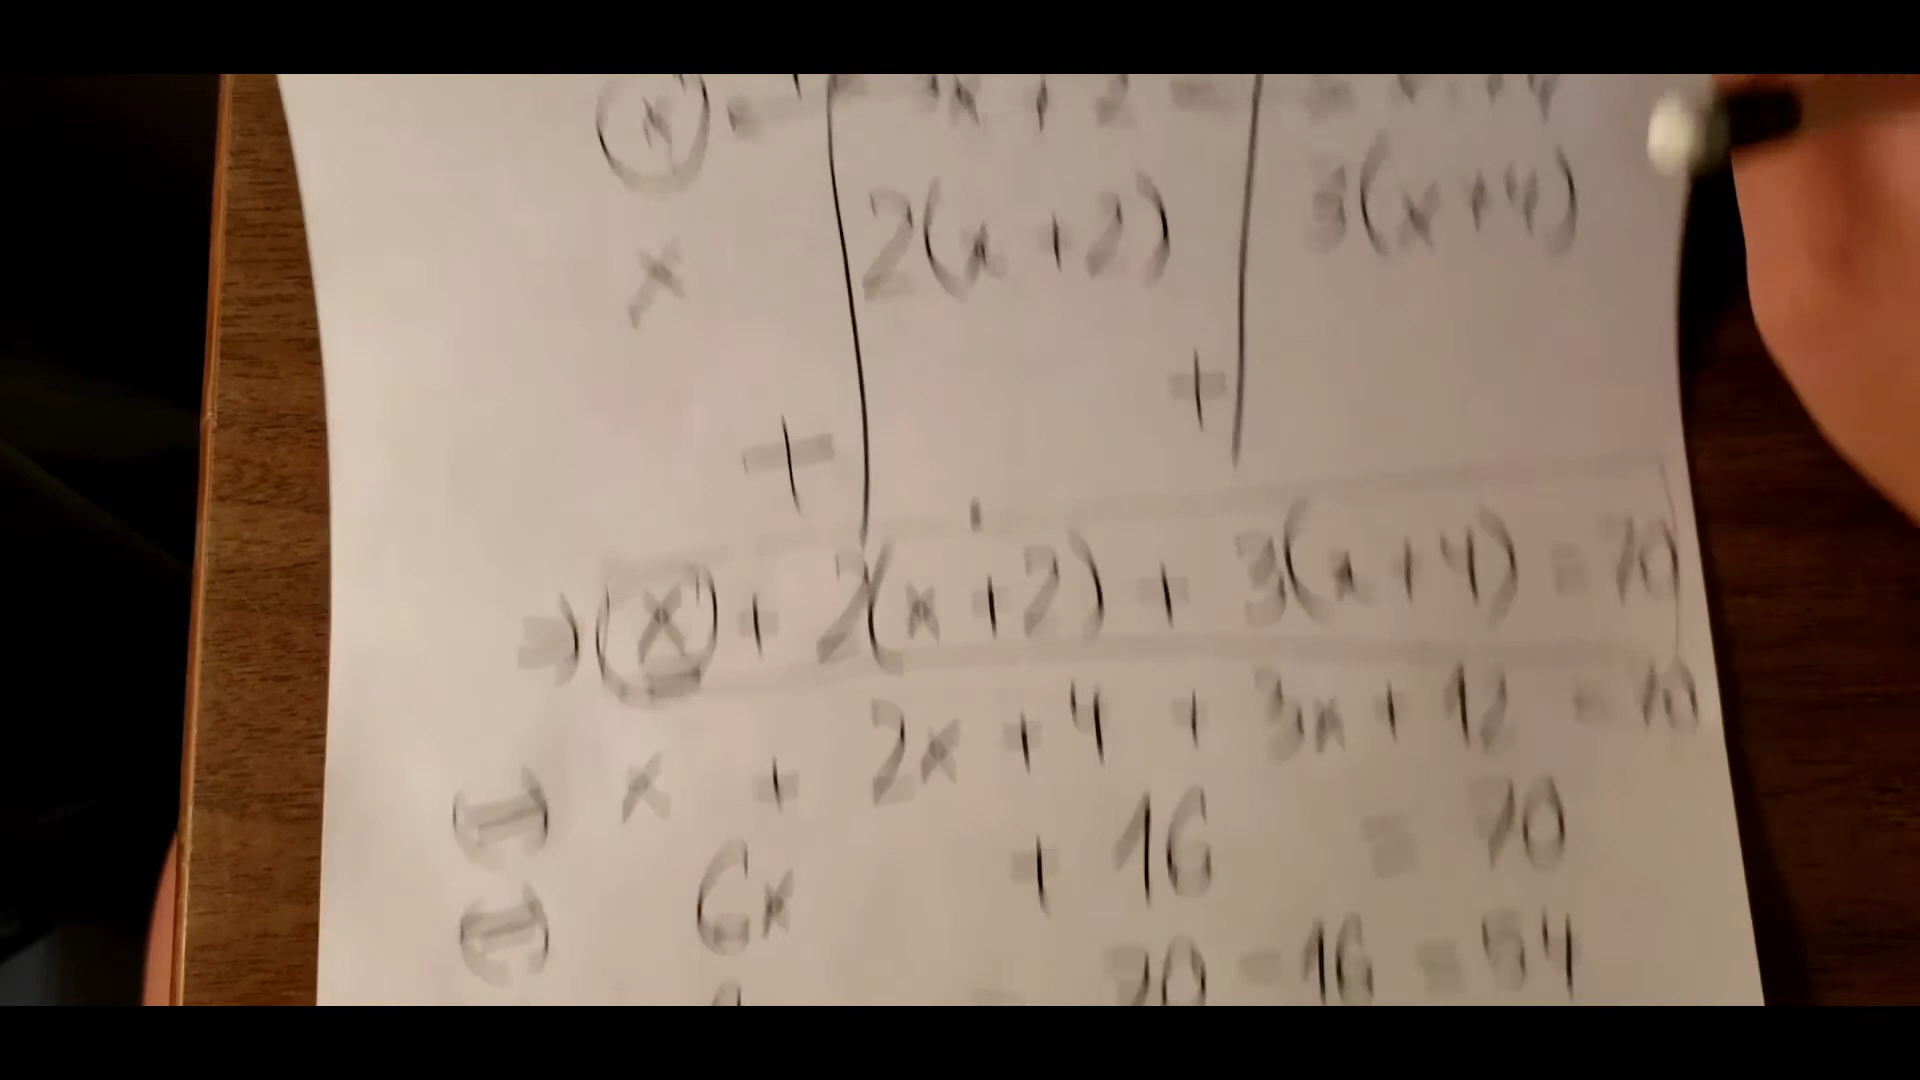 x
x 2(x+2) 3(x+4)
+ +
⇒ (x) + 2(x+2) + 3(x+4) = 70
x + 2x + 4 + 3x + 12 = 70
6x + 16 = 70
70 - 16 = 54